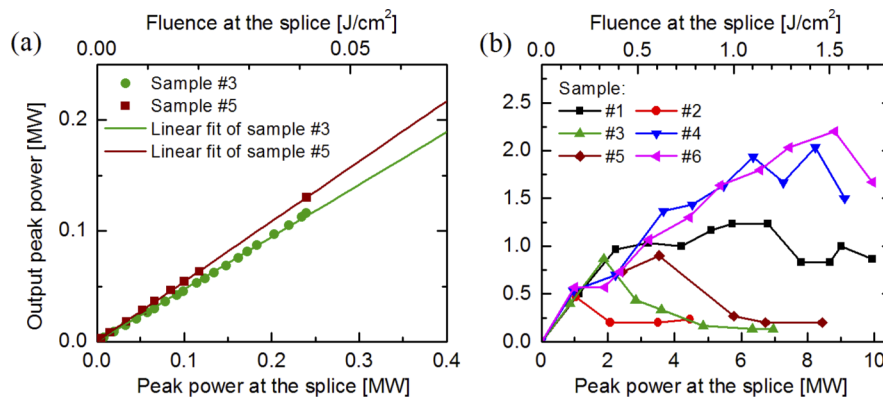 (a)
Fluence at the splice [J/cm²]
0.00 0.05
Output peak power [MW]
0.2
0.1
0.0
Sample #3
Sample #5
Linear fit of sample #3
Linear fit of sample #5
0.0 0.1 0.2 0.3 0.4
Peak power at the splice [MW]
(b)
Fluence at the splice [J/cm²]
0.0 0.5 1.0 1.5
2.5
2.0
1.5
1.0
0.5
0.0
Sample:
#1 #2
#3 #4
#5 #6
0 2 4 6 8 10
Peak power at the splice [MW]